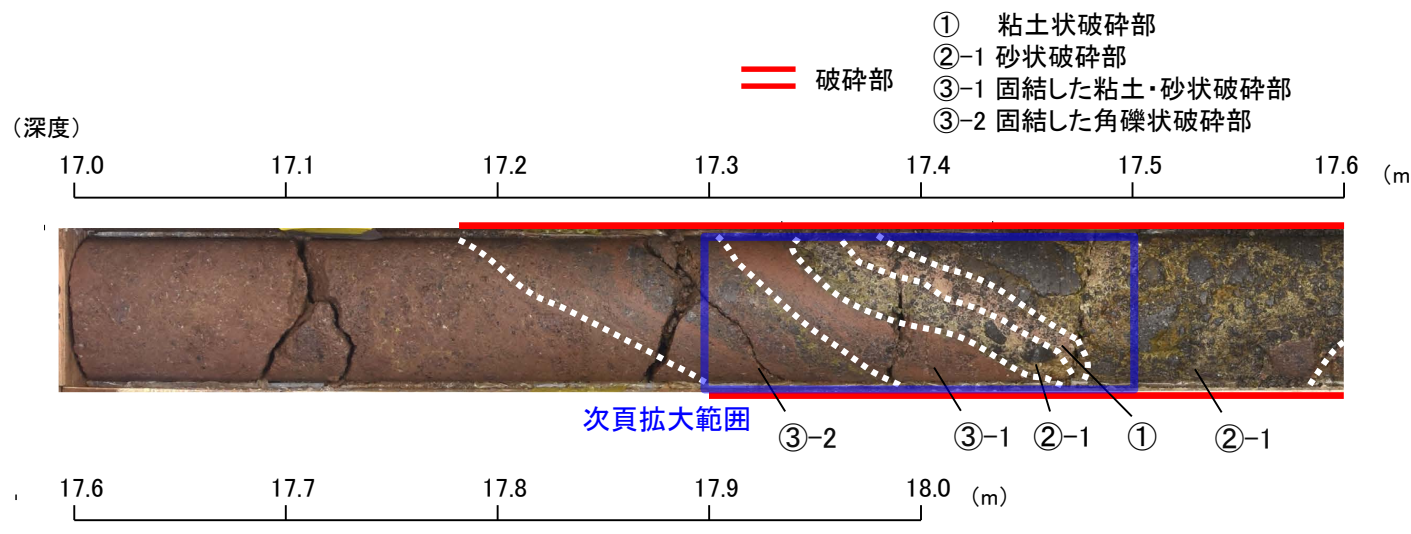 ① 粘土状破砕部
②-1 砂状破砕部
破砕部
③-1 固結した粘土・砂状破砕部
③-2 固結した角礫状破砕部
（深度）
17.0 17.1 17.2 17.3 17.4 17.5 17.6 （m
次頁拡大範囲
③-2 ③-1 ②-1 ① ②-1
17.6 17.7 17.8 17.9 18.0 （m）